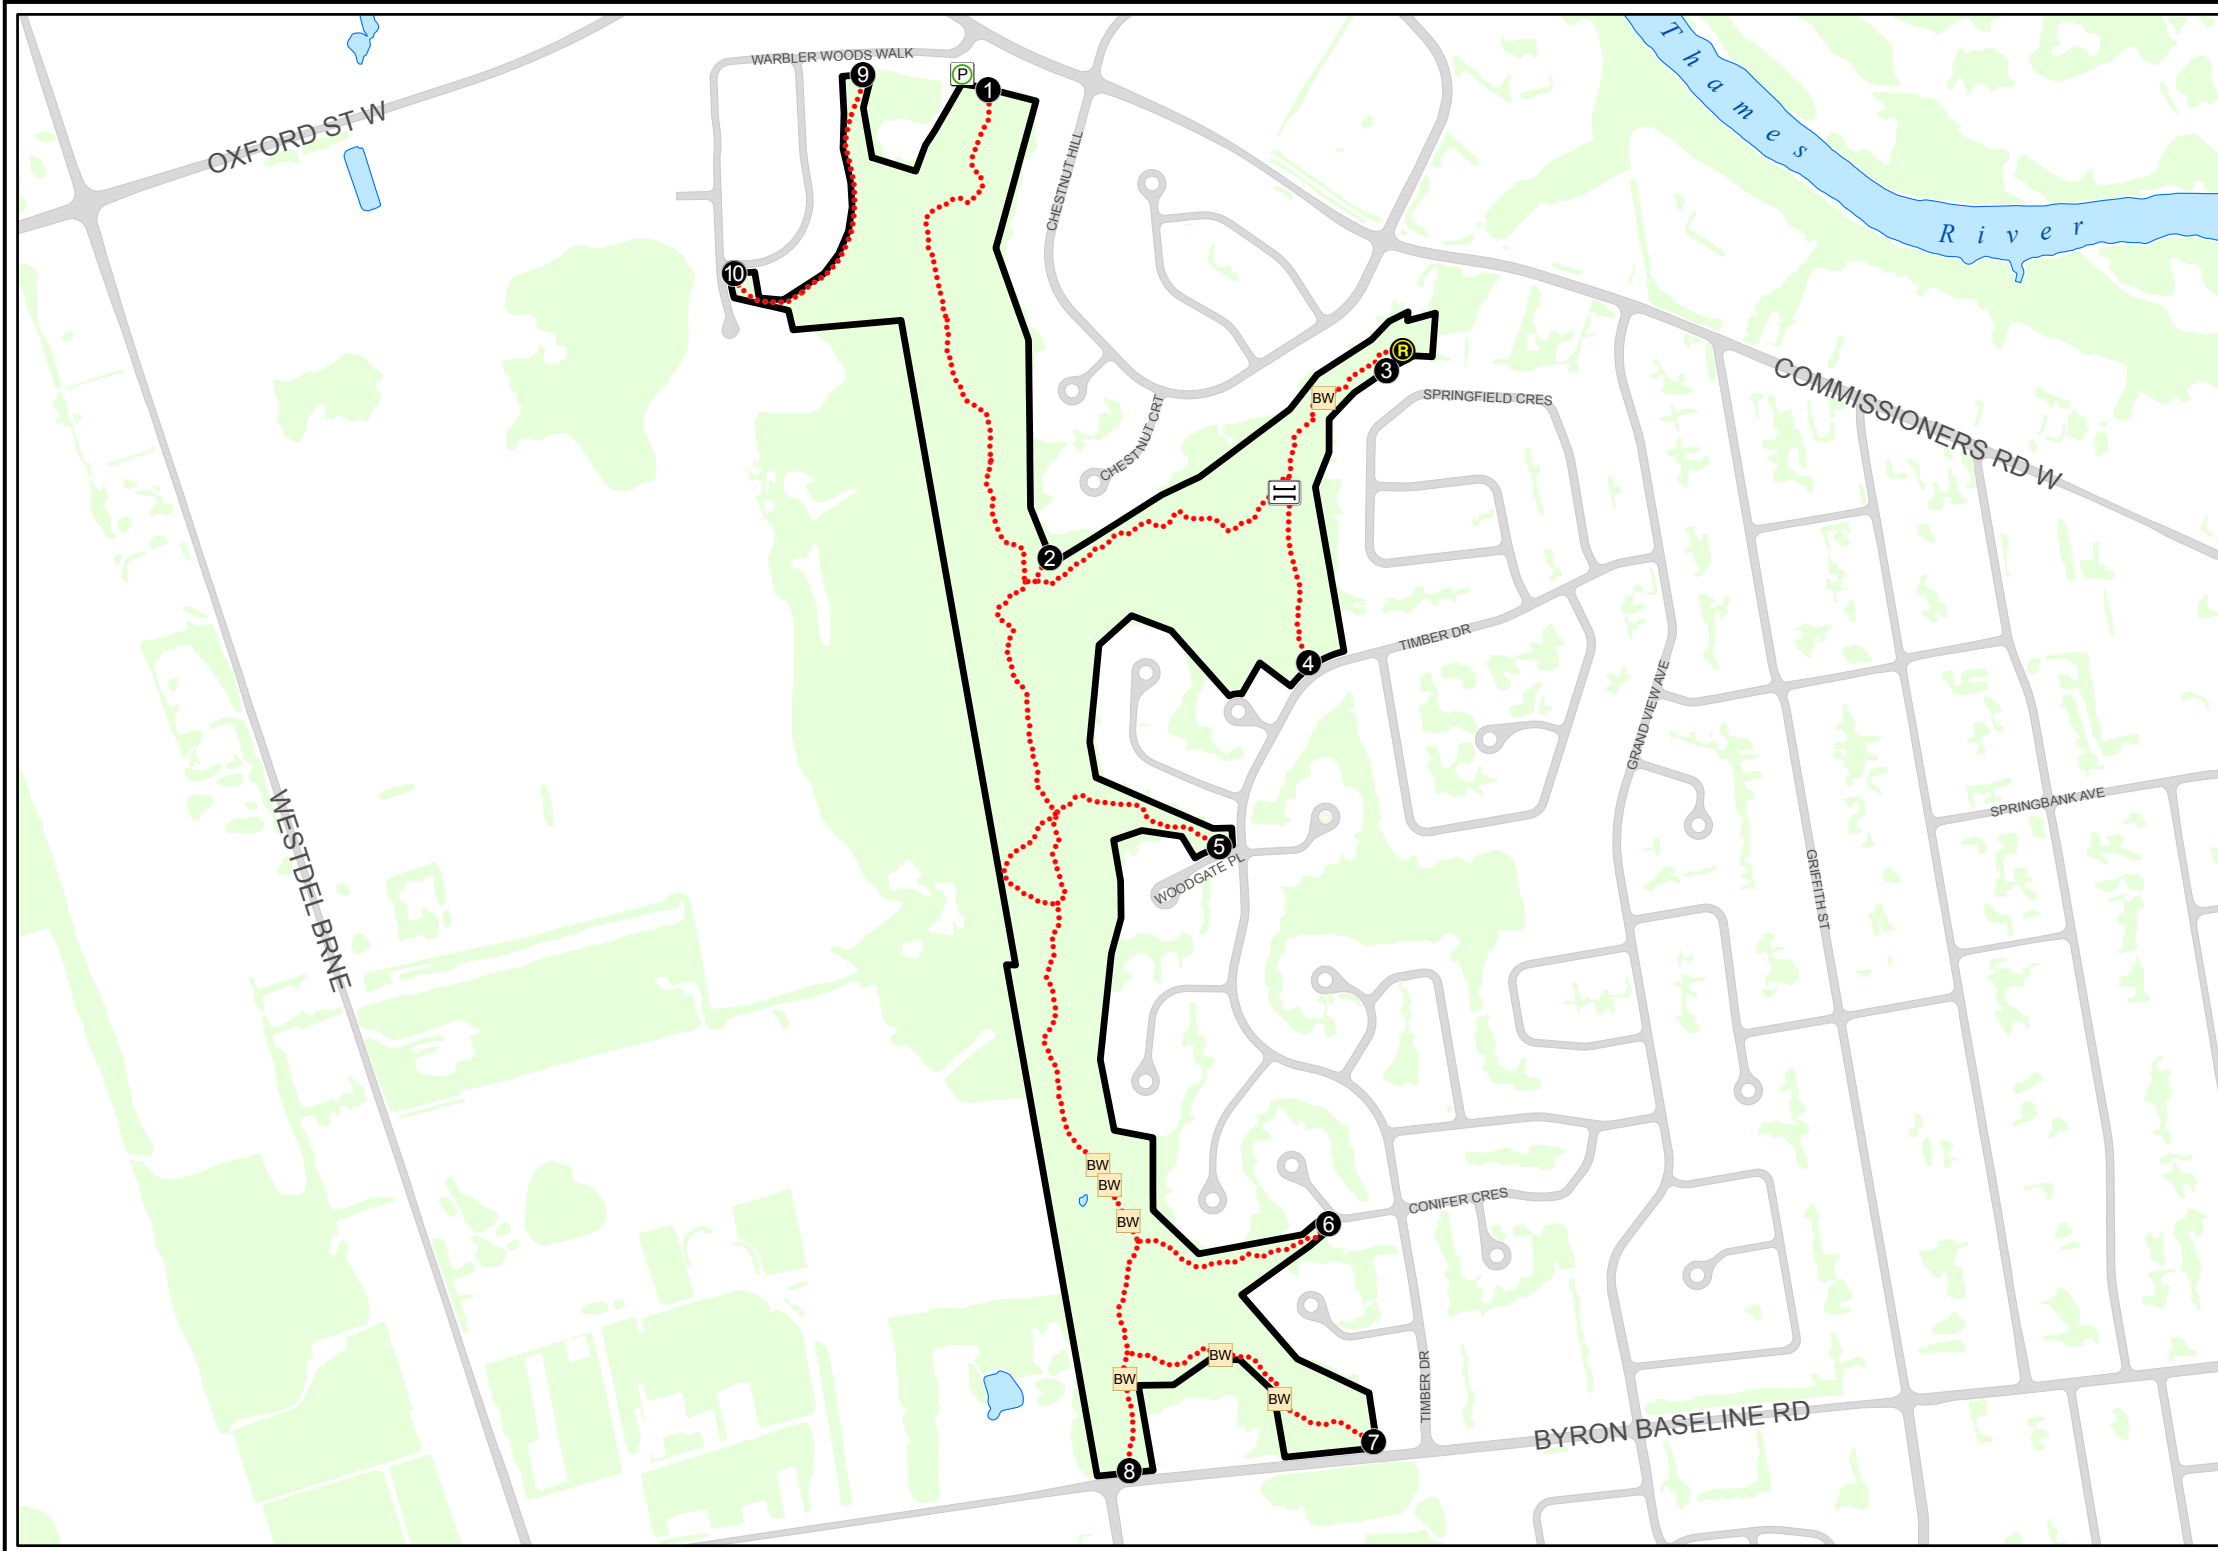 WARBLER WOODS WALK
Thames
River
OXFORD ST W
9
P
1
CHESTNUT HILL
10
R
3
BW
SPRINGFIELD CRES
COMMISSIONERS RD W
CHESTNUT CRT
2
4
TIMBER DR
GRAND VIEW AVE
SPRINGBANK AVE
5
WOODGATE PL
WESTDEL BRNE
GRIFFITH ST
BW
BW
BW
6
CONIFER CRES
BW
BW
BW
TIMBER DR
7
BYRON BASELINE RD
8